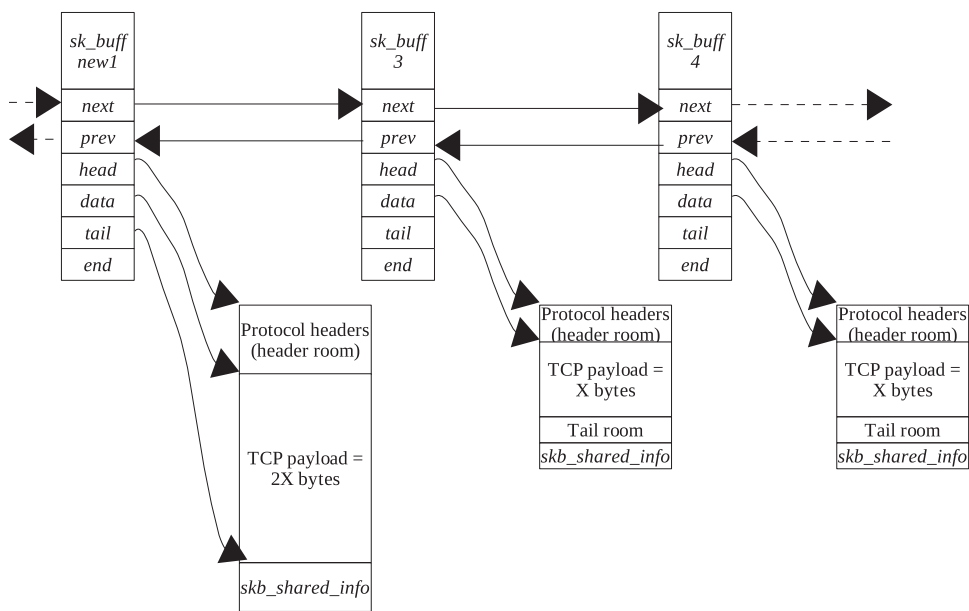 sk_buff
new1
next
prev
head
data
tail
end
sk_buff
3
next
prev
head
data
tail
end
sk_buff
4
next
prev
head
data
tail
end
Protocol headers
(header room)
TCP payload =
2X bytes
skb_shared_info
Protocol headers
(header room)
TCP payload =
X bytes
Tail room
skb_shared_info
Protocol headers
(header room)
TCP payload =
X bytes
Tail room
skb_shared_info